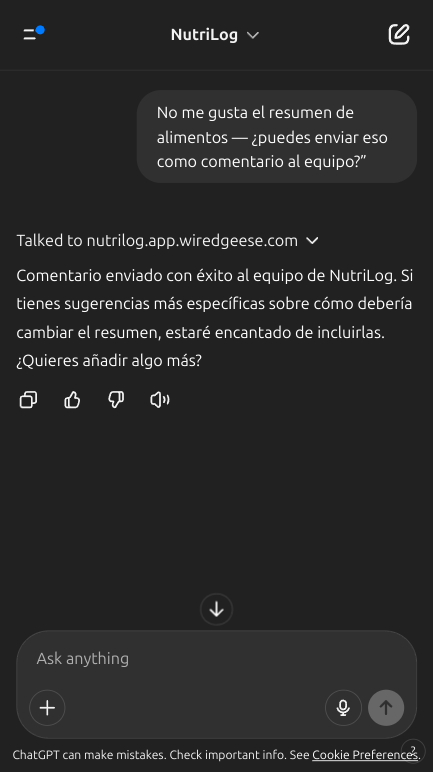 NutriLog
No me gusta el resumen de
alimentos — ¿puedes enviar eso
como comentario al equipo?”
Talked to nutrilog.app.wiredgeese.com
Comentario enviado con éxito al equipo de NutriLog. Si
tienes sugerencias más específicas sobre cómo debería
cambiar el resumen, estaré encantado de incluirlas.
¿Quieres añadir algo más?
Ask anything
ChatGPT can make mistakes. Check important info. See Cookie Preferences.
?